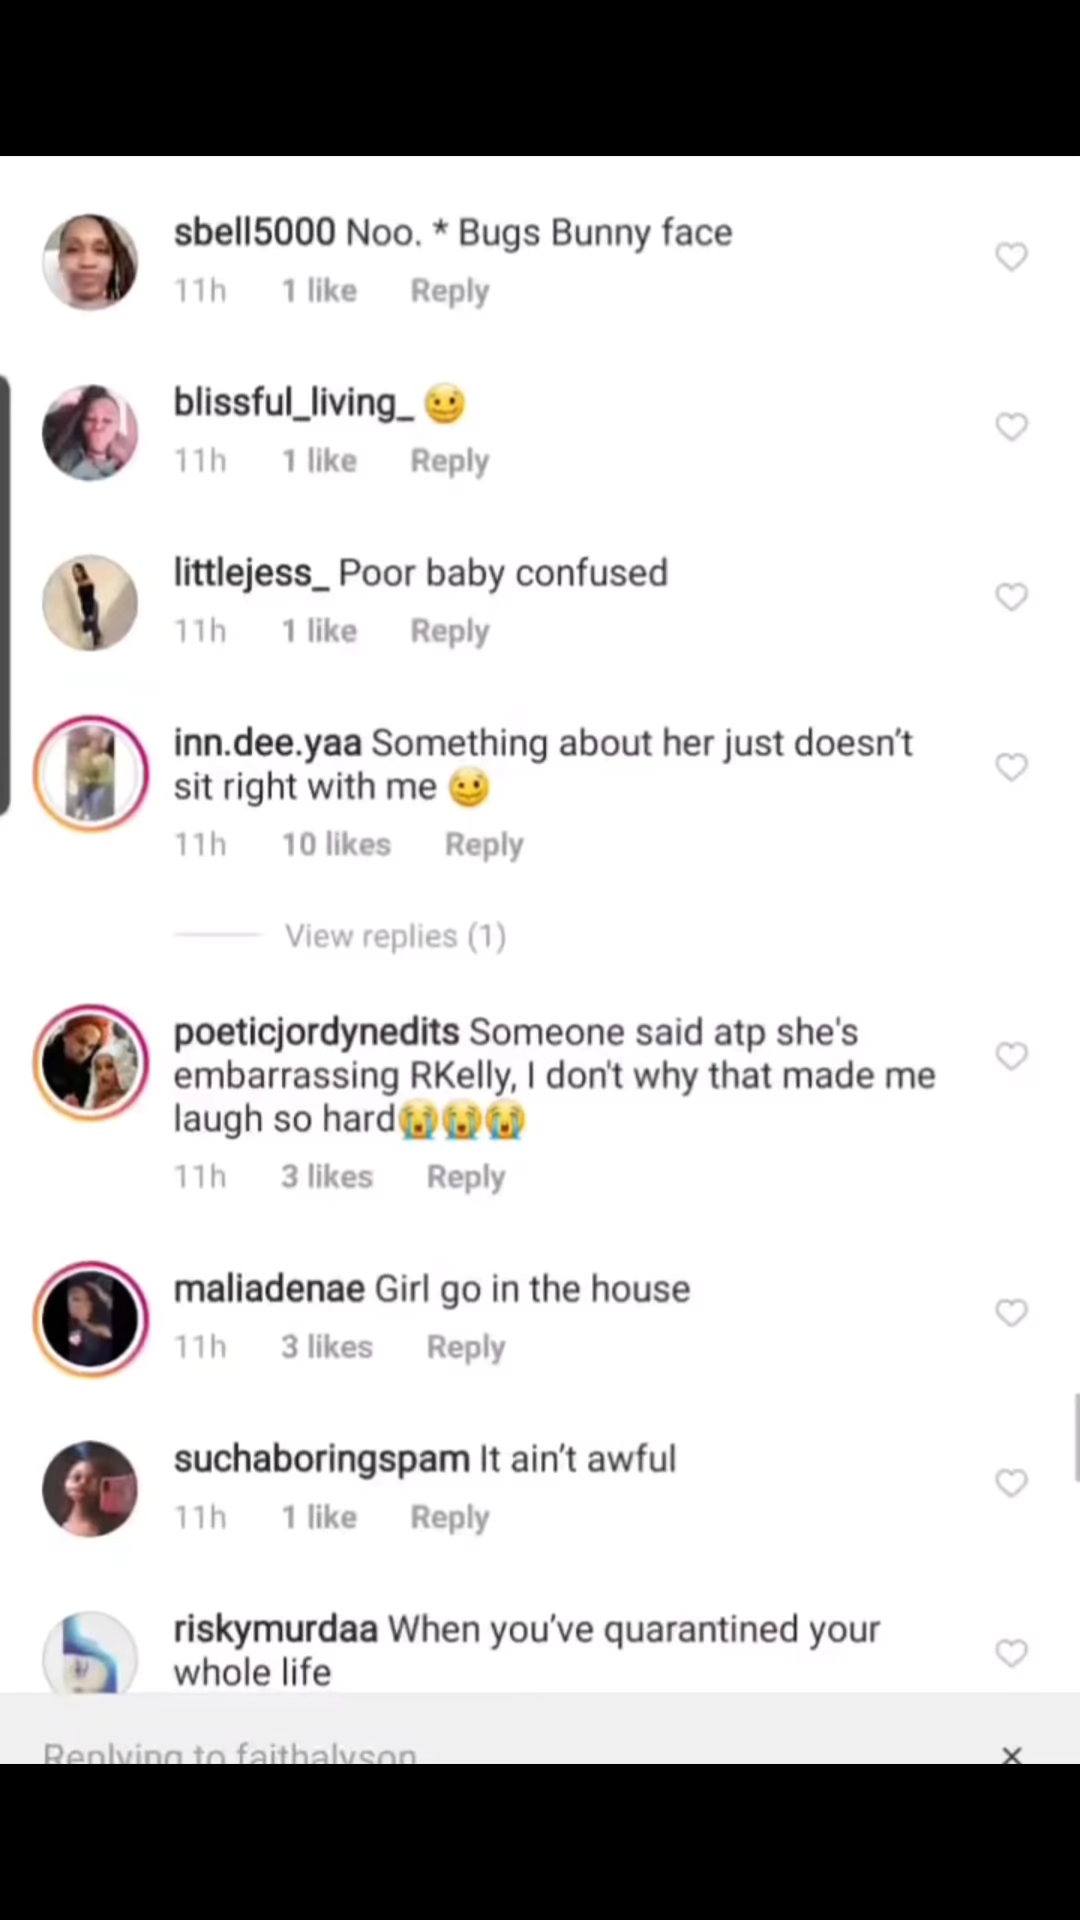 sbell5000 Noo. * Bugs Bunny face
11h 1 like Reply
blissful_living_ 🥴
11h 1 like Reply
littlejess_ Poor baby confused
11h 1 like Reply
inn.dee.yaa Something about her just doesn't
sit right with me 🥴
11h 10 likes Reply
View replies (1)
poeticjordynedits Someone said atp she's
embarrassing RKelly, I don't why that made me
laugh so hard😭😭😭
11h 3 likes Reply
maliadenae Girl go in the house
11h 3 likes Reply
suchaboringspam It ain't awful
11h 1 like Reply
riskymurdaa When you've quarantined your
whole life
Replying to faithalyson